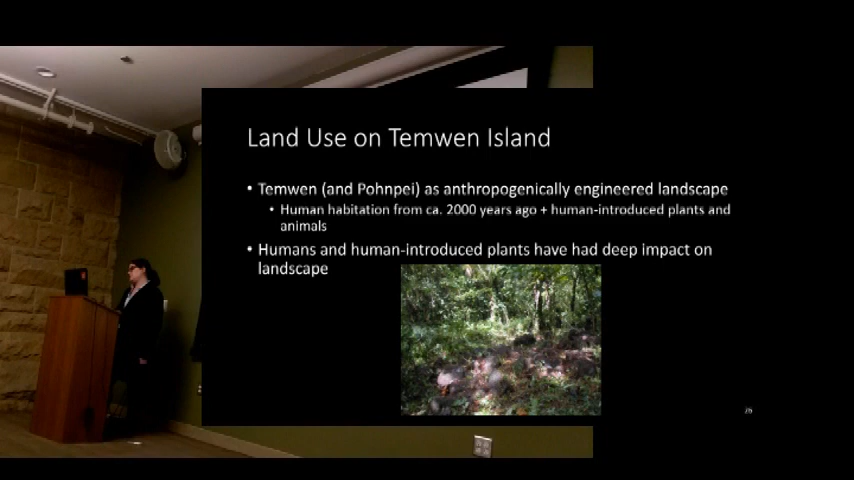 Land Use on Temwen Island
• Temwen (and Pohnpei) as anthropogenically engineered landscape
• Human habitation from ca. 2000 years ago + human-introduced plants and
animals
• Humans and human-introduced plants have had deep impact on
landscape